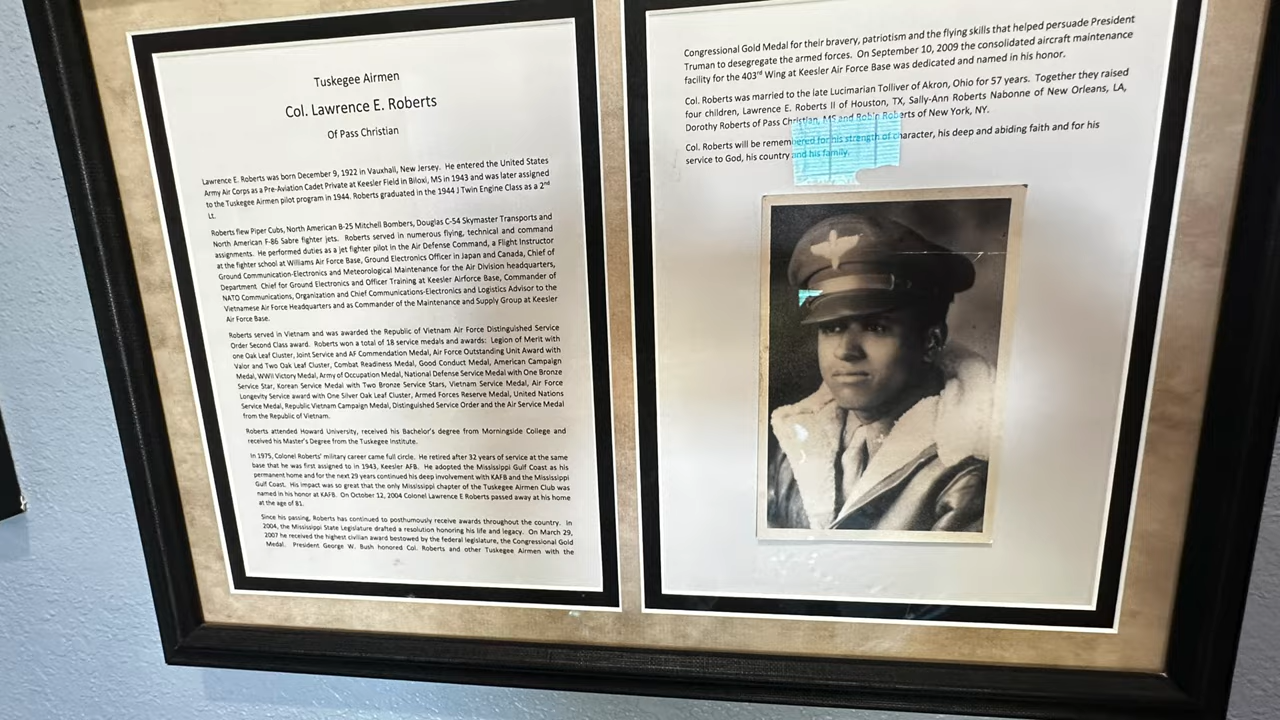 Tuskegee Airmen
Col. Lawrence E. Roberts
Of Pass Christian
Lawrence E. Roberts was born December 9, 1922 in Vauxhall, New Jersey. He entered the United States
Army Air Corps as a Pre-Aviation Cadet Private at Keesler Field in Biloxi, MS in 1943 and was later assigned
to the Tuskegee Airmen pilot program in 1944. Roberts graduated in the 1944 J Twin Engine Class as a 2nd
Lt.
Roberts flew Piper Cubs, North American B-25 Mitchell Bombers, Douglas C-54 Skymaster Transports and
North American F-86 Sabre fighter jets. Roberts served in numerous flying, technical and command
assignments. He performed duties as a jet fighter pilot in the Air Defense Command, a Flight Instructor
at the fighter school at Williams Air Force Base, Ground Electronics Officer in Japan and Canada, Chief of
Ground Communication-Electronics and Meteorological Maintenance for the Air Division headquarters,
Department Chief for Ground Electronics and Officer Training at Keesler Airforce Base, Commander of
NATO Communications, Organization and Chief Communications-Electronics and Logistics Advisor to the
Vietnamese Air Force Headquarters and as Commander of the Maintenance and Supply Group at Keesler
Air Force Base.
Roberts served in Vietnam and was awarded the Republic of Vietnam Air Force Distinguished Service
Order Second Class award. Roberts won a total of 18 service medals and awards: Legion of Merit with
one Oak Leaf Cluster, Joint Service and AF Commendation Medal, Air Force Outstanding Unit Award with
Valor and Two Oak Leaf Cluster, Combat Readiness Medal, Good Conduct Medal, American Campaign
Medal, WWII Victory Medal, Army of Occupation Medal, National Defense Service Medal with One Bronze
Service Star, Korean Service Medal with Two Bronze Service Stars, Vietnam Service Medal, Air Force
Longevity Service award with One Silver Oak Leaf Cluster, Armed Forces Reserve Medal, United Nations
Service Medal, Republic Vietnam Campaign Medal, Distinguished Service Order and the Air Service Medal
from the Republic of Vietnam.
Roberts attended Howard University, received his Bachelor's degree from Morningside College and
received his Master's Degree from the Tuskegee Institute.
In 1975, Colonel Roberts' military career came full circle. He retired after 32 years of service at the same
base that he was first assigned to in 1943, Keesler AFB. He adopted the Mississippi Gulf Coast as his
permanent home and for the next 29 years continued his deep involvement with KAFB and the Mississippi
Gulf Coast. His impact was so great that the only Mississippi chapter of the Tuskegee Airmen Club was
named in his honor at KAFB. On October 12, 2004 Colonel Lawrence E Roberts passed away at his home
at the age of 81.
Since his passing, Roberts has continued to posthumously receive awards throughout the country. In
2004, the Mississippi State Legislature drafted a resolution honoring his life and legacy. On March 29,
2007 he received the highest civilian award bestowed by the federal legislature, the Congressional Gold
Medal. President George W. Bush honored Col. Roberts and other Tuskegee Airmen with the
Congressional Gold Medal for their bravery, patriotism and the flying skills that helped persuade President
Truman to desegregate the armed forces. On September 10, 2009 the consolidated aircraft maintenance
facility for the 403rd Wing at Keesler Air Force Base was dedicated and named in his honor.
Col. Roberts was married to the late Lucimarian Tolliver of Akron, Ohio for 57 years. Together they raised
four children, Lawrence E. Roberts II of Houston, TX, Sally-Ann Roberts Nabonne of New Orleans, LA,
Dorothy Roberts of Pass Christian, MS and Robin Roberts of New York, NY.
Col. Roberts will be remembered for his strength of character, his deep and abiding faith and for his
service to God, his country and his family.